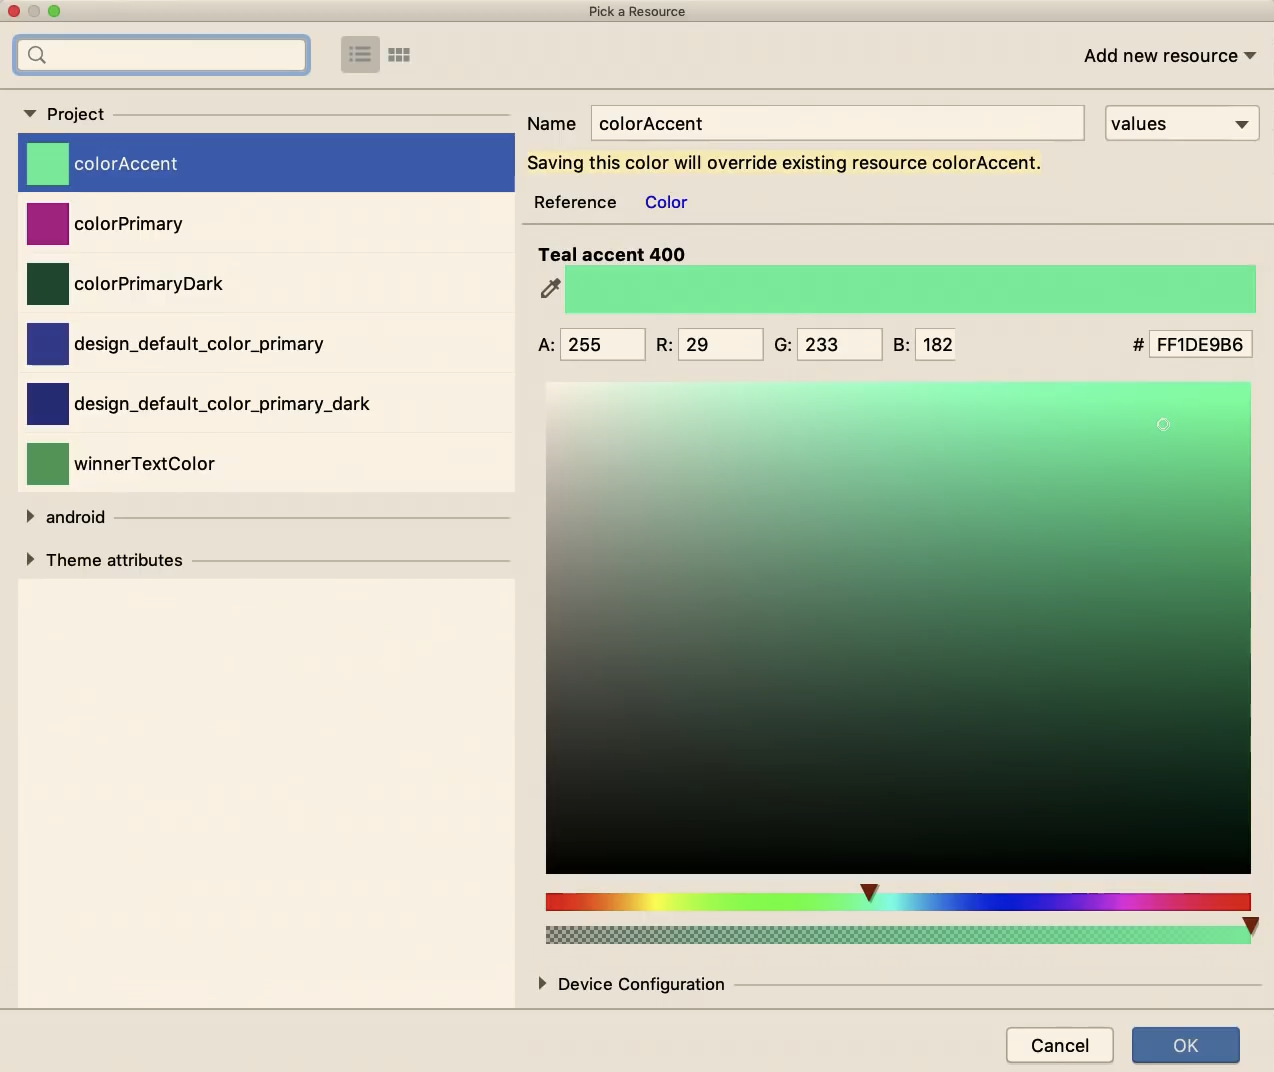 Pick a Resource
Add new resource
Project
colorAccent
colorPrimary
colorPrimaryDark
design_default_color_primary
design_default_color_primary_dark
winnerTextColor
android
Theme attributes
Name colorAccent values
Saving this color will override existing resource colorAccent.
Reference Color
Teal accent 400
A: 255 R: 29 G: 233 B: 182 # FF1DE9B6
Device Configuration
Cancel OK